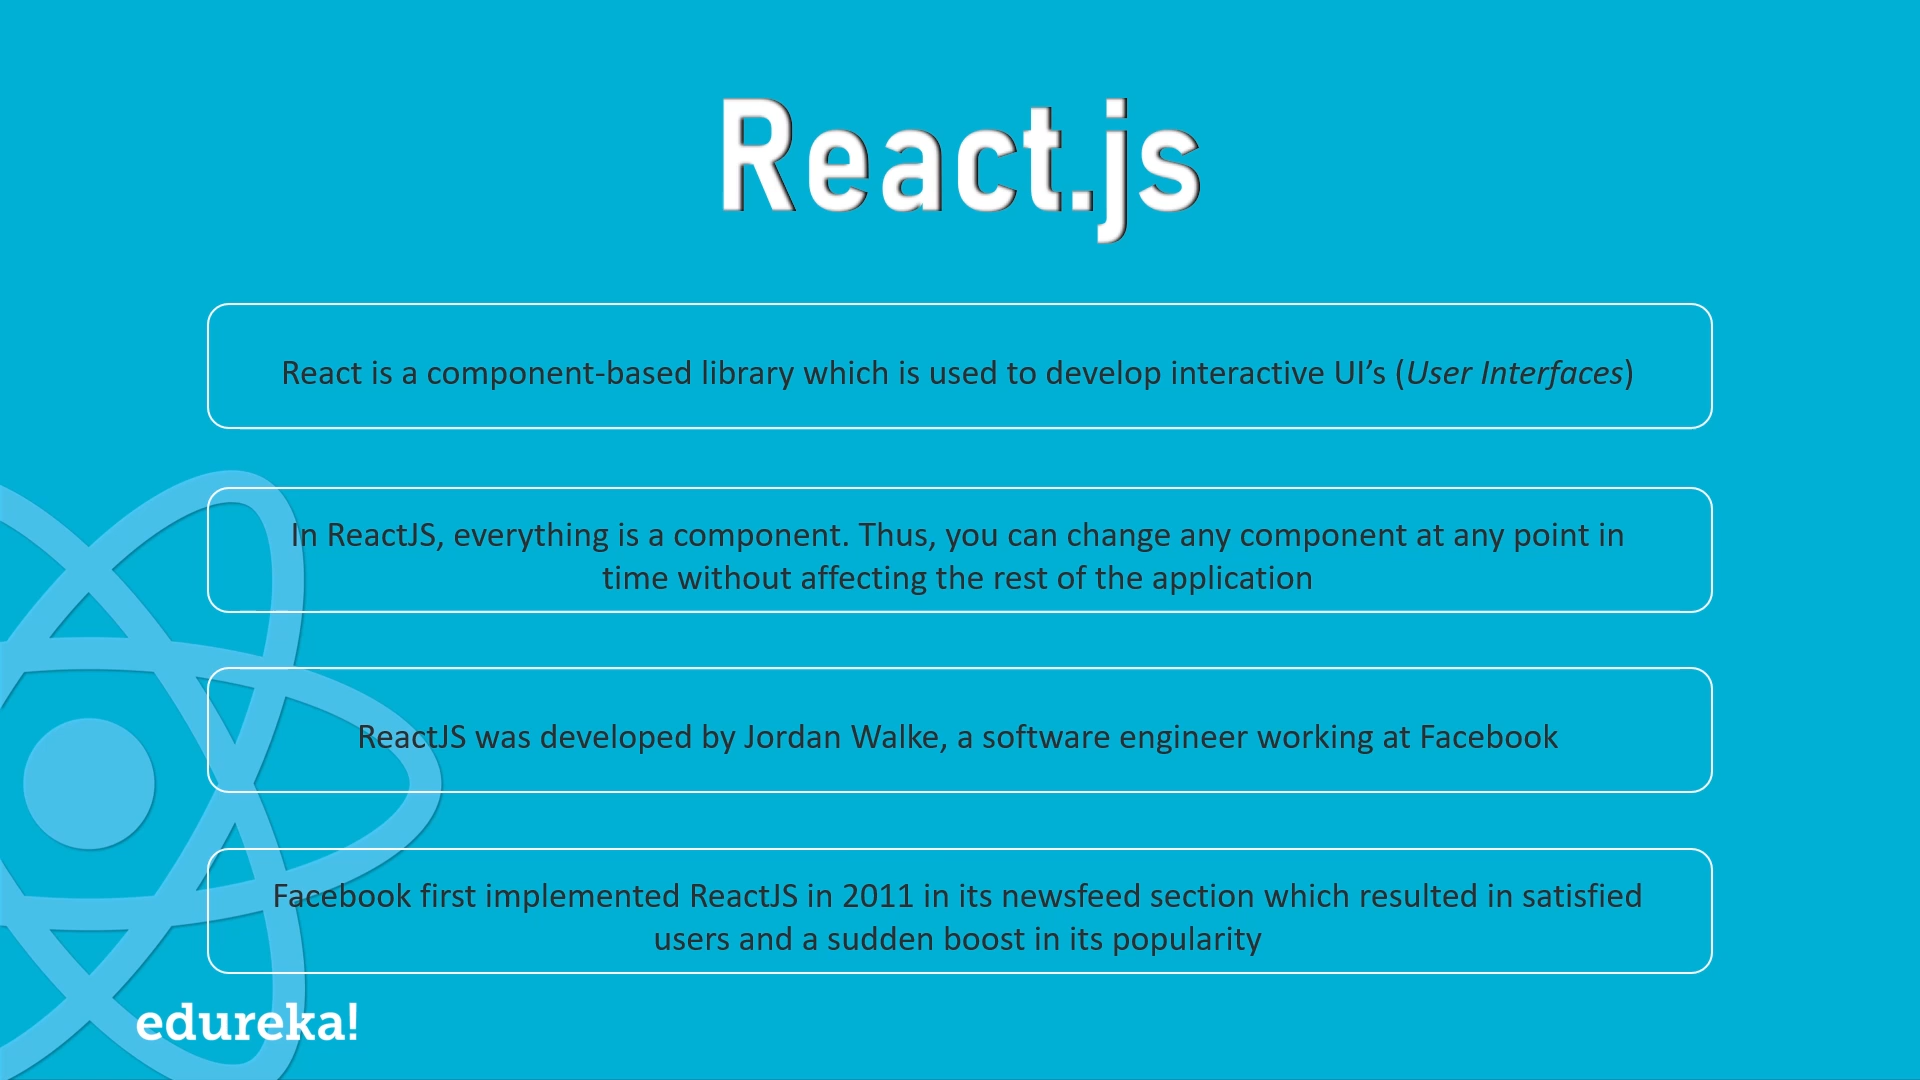 React.js
React is a component-based library which is used to develop interactive UI’s (User Interfaces)
In ReactJS, everything is a component. Thus, you can change any component at any point in
time without affecting the rest of the application
ReactJS was developed by Jordan Walke, a software engineer working at Facebook
Facebook first implemented ReactJS in 2011 in its newsfeed section which resulted in satisfied
users and a sudden boost in its popularity
edureka!